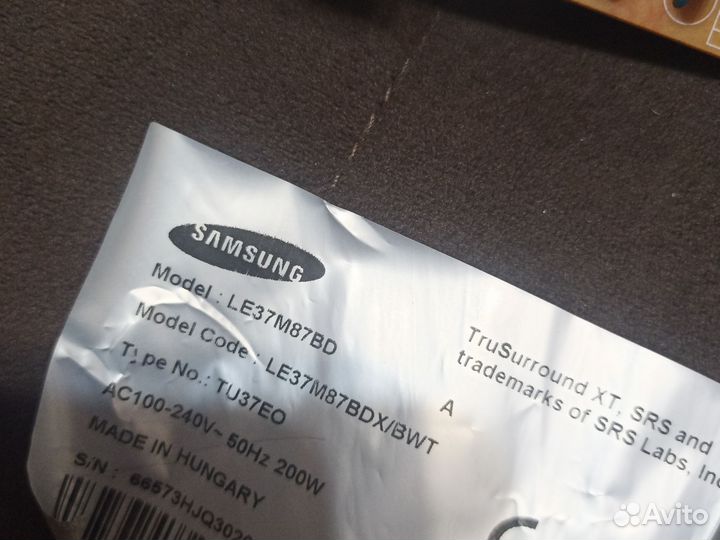 SAMSUNG
Model : LE37M87BD
Model Code : LE37M87BDX/BWT
Type No.: TU37EO
A
AC100-240V~ 50Hz 200W
MADE IN HUNGARY
S/N : 66573HJQ302
TruSurround XT, SRS and
trademarks of SRS Labs, Inc
Avito